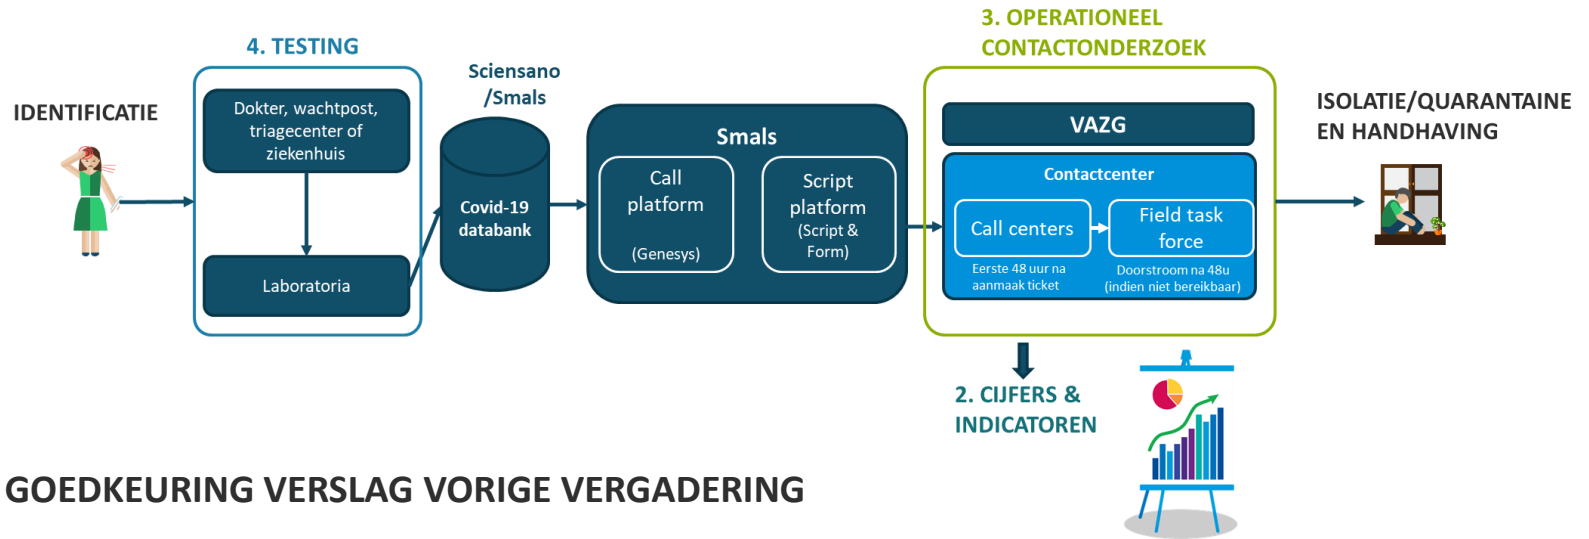 IDENTIFICATIE
4. TESTING
Dokter, wachtpost,
triagecenter of
ziekenhuis
Laboratoria
Sciensano
/Smals
Covid-19
databank
Smals
Call
platform
(Genesys)
Script
platform
(Script &
Form)
3. OPERATIONEEL
CONTACTONDERZOEK
VAZG
Contactcenter
Call centers
Eerste 48 uur na
aanmaak ticket
Field task
force
Doorstroom na 48u
(indien niet bereikbaar)
ISOLATIE/QUARANTAINE
EN HANDHAVING
2. CIJFERS &
INDICATOREN
GOEDKEURING VERSLAG VORIGE VERGADERING